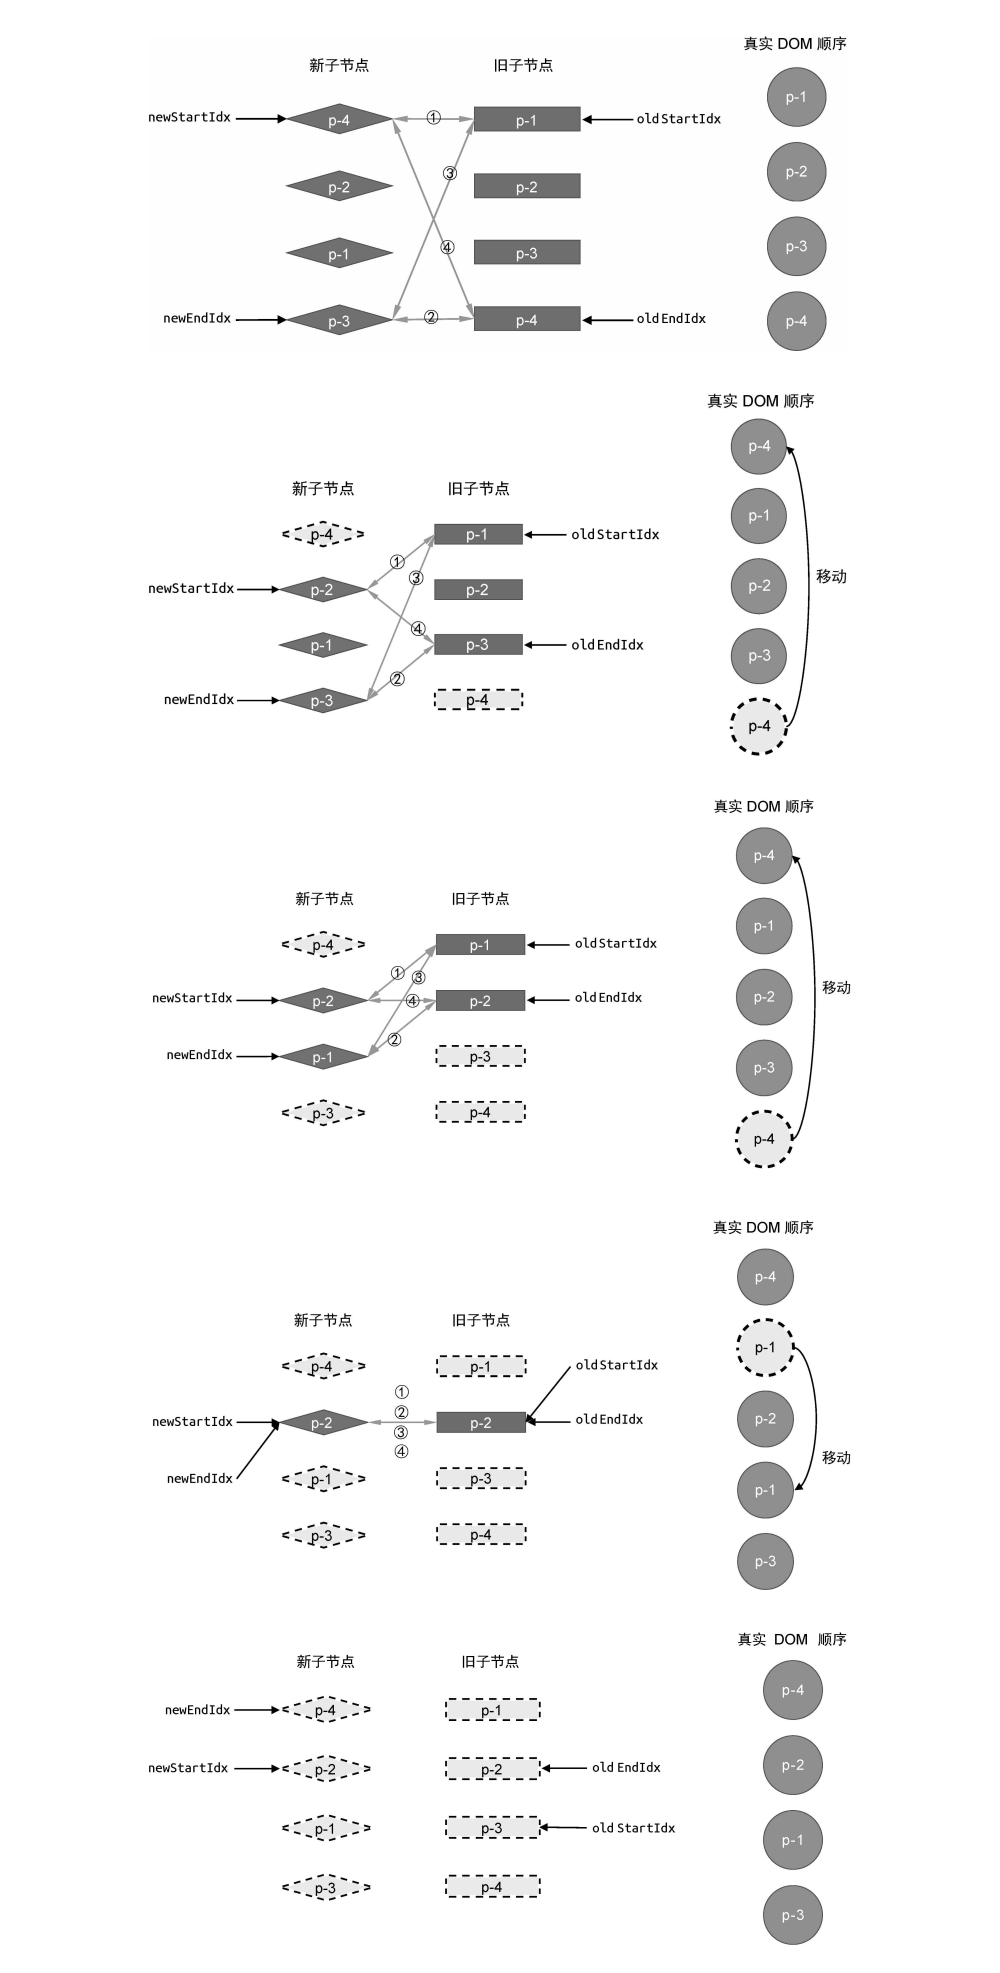 真实 DOM 顺序
新子节点 旧子节点
p-1
newStartIdx p-4 ① p-1 oldStartIdx
③ p-2
p-2 p-2
④ p-3
p-1 p-3
newEndIdx p-3 ② p-4 oldEndIdx
p-4
真实 DOM 顺序
p-4
新子节点 旧子节点
p-1
p-4 p-1 oldStartIdx
① ③ 移动
newStartIdx p-2 p-2
p-2
④
p-1 p-3 oldEndIdx
p-3
②
newEndIdx p-3 p-4
p-4
真实 DOM 顺序
p-4
新子节点 旧子节点
p-1
p-4 p-1 oldStartIdx
① ③ 移动
newStartIdx p-2 ④ p-2 oldEndIdx
p-2
②
newEndIdx p-1 p-3
p-3
p-3 p-4
p-4
真实 DOM 顺序
p-4
新子节点 旧子节点
p-1
p-4 p-1 oldStartIdx
①
②
newStartIdx p-2 p-2 oldEndIdx
p-2
③
④ 移动
newEndIdx p-1 p-3
p-1
p-3 p-4
p-3
真实 DOM 顺序
新子节点 旧子节点
p-4
newEndIdx p-4 p-1
newStartIdx p-2 p-2 old EndIdx
p-2
p-1 p-3 old StartIdx
p-1
p-3 p-4
p-3